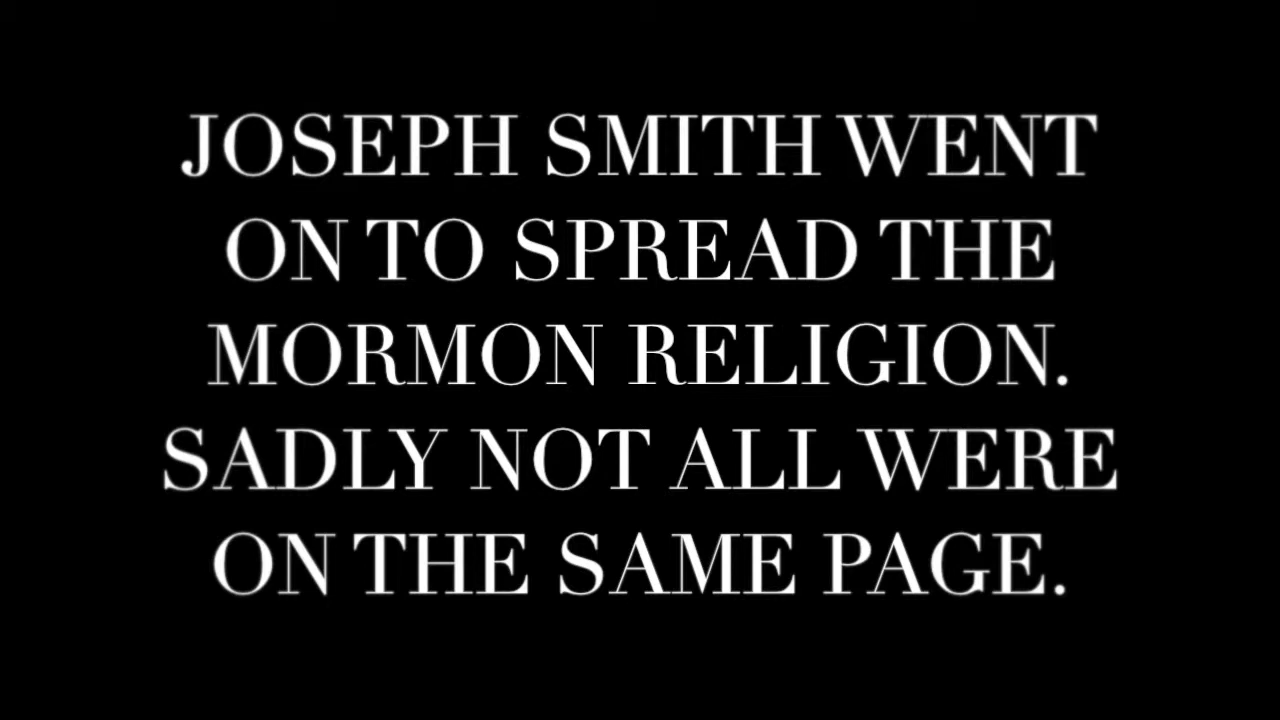 JOSEPH SMITH WENT
ON TO SPREAD THE
MORMON RELIGION.
SADLY NOT ALL WERE
ON THE SAME PAGE.